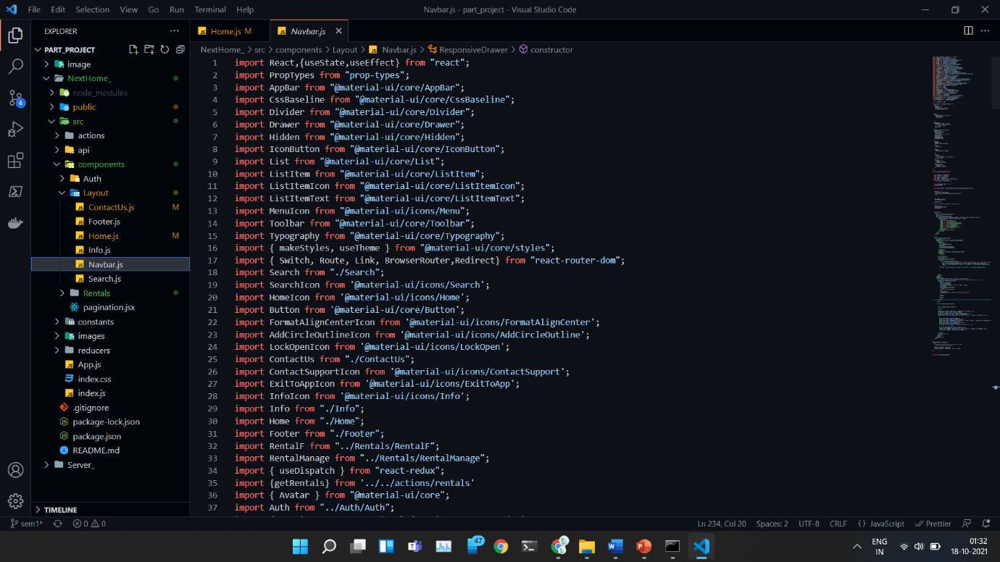 File Edit Selection View Go Run Terminal Help
Navbar.js - part_project - Visual Studio Code
EXPLORER
PART_PROJECT
image
NextHome_
node_modules
public
src
actions
api
components
Auth
Layout
ContactUs.js M
Footer.js
Home.js M
Info.js
Navbar.js
Search.js
Rentals
pagination.jsx
constants
images
reducers
App.js
index.css
index.js
.gitignore
package-lock.json
package.json
README.md
Server_
TIMELINE
6
Home.js M Navbar.js
NextHome_ > src > components > Layout > Navbar.js > ResponsiveDrawer > constructor
1 import React,{useState,useEffect} from "react";
2 import PropTypes from "prop-types";
3 import AppBar from "@material-ui/core/AppBar";
4 import CssBaseline from "@material-ui/core/CssBaseline";
5 import Divider from "@material-ui/core/Divider";
6 import Drawer from "@material-ui/core/Drawer";
7 import Hidden from "@material-ui/core/Hidden";
8 import IconButton from "@material-ui/core/IconButton";
9 import List from "@material-ui/core/List";
10 import ListItem from "@material-ui/core/ListItem";
11 import ListItemIcon from "@material-ui/core/ListItemIcon";
12 import ListItemText from "@material-ui/core/ListItemText";
13 import MenuIcon from "@material-ui/icons/Menu";
14 import Toolbar from "@material-ui/core/Toolbar";
15 import Typography from "@material-ui/core/Typography";
16 import { makeStyles, useTheme } from "@material-ui/core/styles";
17 import { Switch, Route, Link, BrowserRouter,Redirect} from "react-router-dom";
18 import Search from "./Search";
19 import SearchIcon from '@material-ui/icons/Search';
20 import HomeIcon from '@material-ui/icons/Home';
21 import Button from '@material-ui/core/Button';
22 import FormatAlignCenterIcon from '@material-ui/icons/FormatAlignCenter';
23 import AddCircleOutlineIcon from '@material-ui/icons/AddCircleOutline';
24 import LockOpenIcon from '@material-ui/icons/LockOpen';
25 import ContactUs from "./ContactUs";
26 import ContactSupportIcon from '@material-ui/icons/ContactSupport';
27 import ExitToAppIcon from '@material-ui/icons/ExitToApp';
28 import InfoIcon from '@material-ui/icons/Info';
29 import Info from "./Info";
30 import Home from "./Home";
31 import Footer from "./Footer";
32 import RentalF from "../Rentals/RentalF";
33 import RentalManage from "../Rentals/RentalManage";
34 import { useDispatch } from "react-redux";
35 import {getRentals} from '../../actions/rentals'
36 import { Avatar } from "@material-ui/core";
37 import Auth from "../Auth/Auth";
sem1* 0 0 Ln 234, Col 20 Spaces: 2 UTF-8 CRLF {} JavaScript Prettier
47
ENG
IN
01:32
18-10-2021